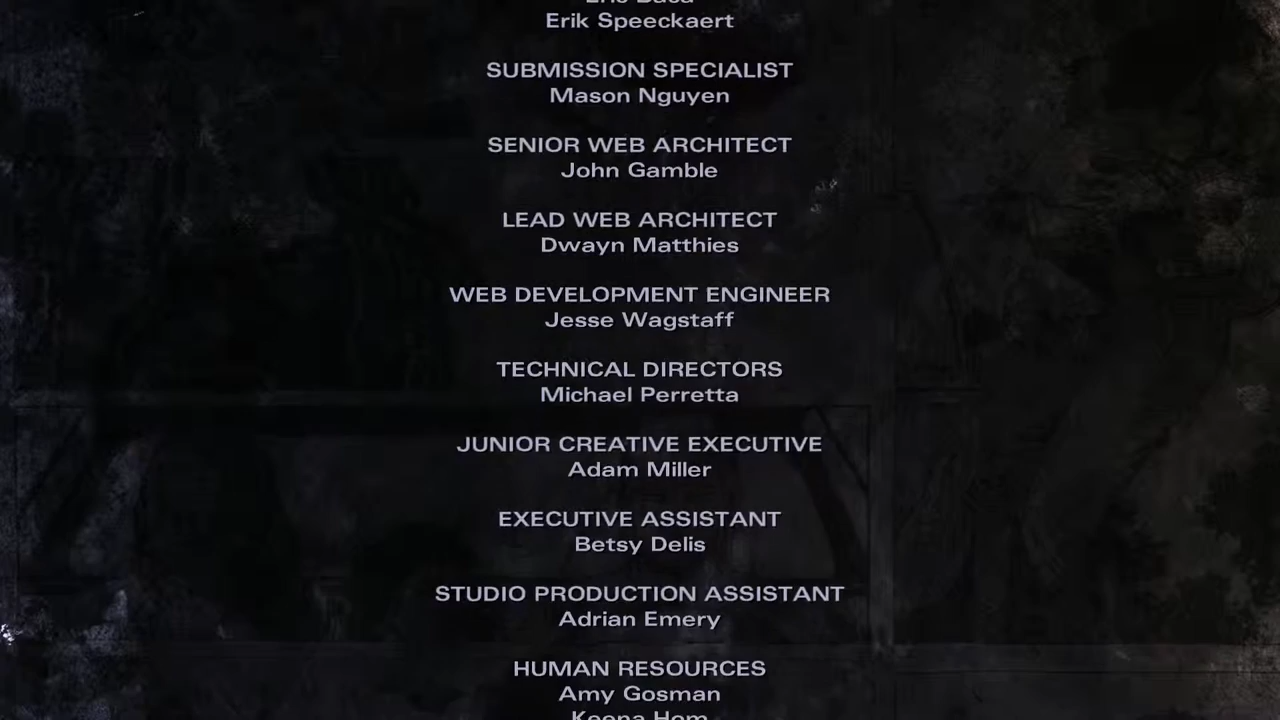 Erik Speeckaert
SUBMISSION SPECIALIST
Mason Nguyen
SENIOR WEB ARCHITECT
John Gamble
LEAD WEB ARCHITECT
Dwayn Matthies
WEB DEVELOPMENT ENGINEER
Jesse Wagstaff
TECHNICAL DIRECTORS
Michael Perretta
JUNIOR CREATIVE EXECUTIVE
Adam Miller
EXECUTIVE ASSISTANT
Betsy Delis
STUDIO PRODUCTION ASSISTANT
Adrian Emery
HUMAN RESOURCES
Amy Gosman